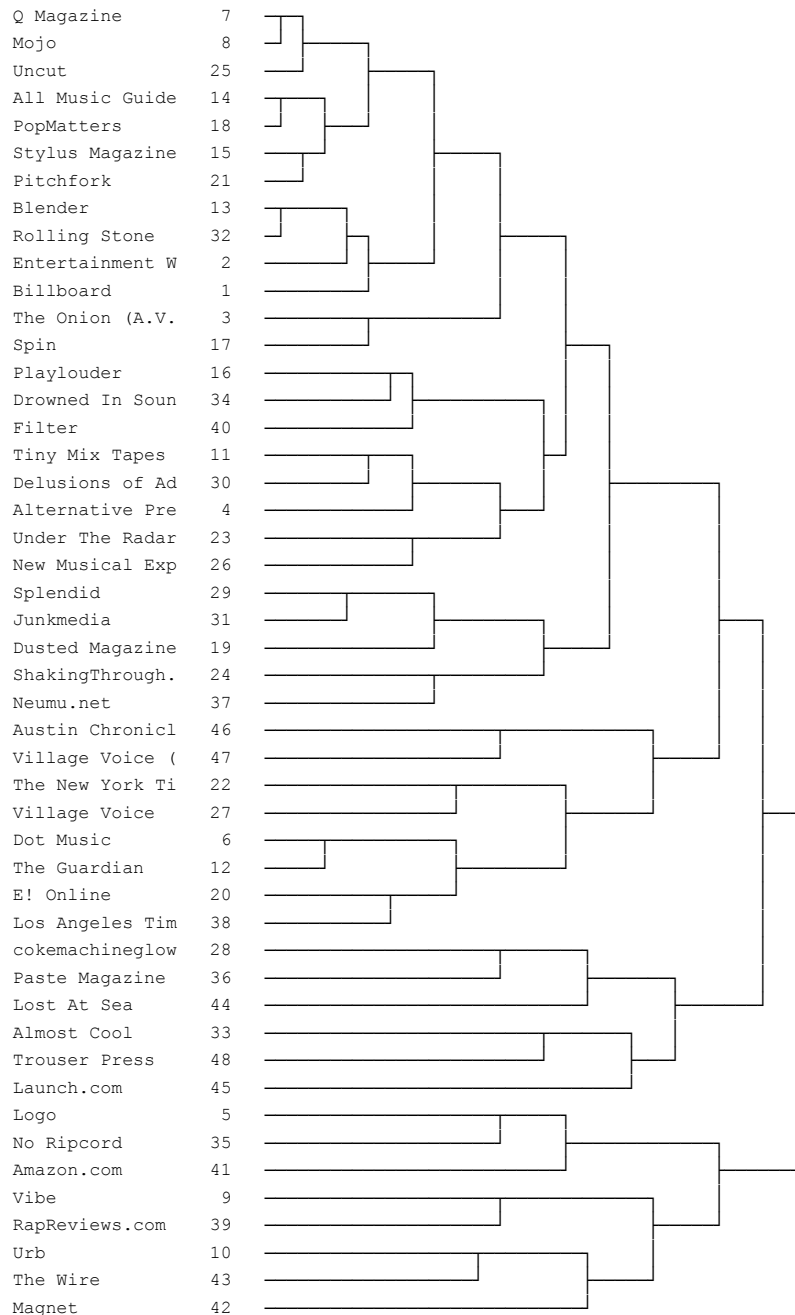 Q Magazine 7
Mojo 8
Uncut 25
All Music Guide 14
PopMatters 18
Stylus Magazine 15
Pitchfork 21
Blender 13
Rolling Stone 32
Entertainment W 2
Billboard 1
The Onion (A.V. 3
Spin 17
Playlouder 16
Drowned In Soun 34
Filter 40
Tiny Mix Tapes 11
Delusions of Ad 30
Alternative Pre 4
Under The Radar 23
New Musical Exp 26
Splendid 29
Junkmedia 31
Dusted Magazine 19
ShakingThrough. 24
Neumu.net 37
Austin Chronicl 46
Village Voice ( 47
The New York Ti 22
Village Voice 27
Dot Music 6
The Guardian 12
E! Online 20
Los Angeles Tim 38
cokemachineglow 28
Paste Magazine 36
Lost At Sea 44
Almost Cool 33
Trouser Press 48
Launch.com 45
Logo 5
No Ripcord 35
Amazon.com 41
Vibe 9
RapReviews.com 39
Urb 10
The Wire 43
Magnet 42